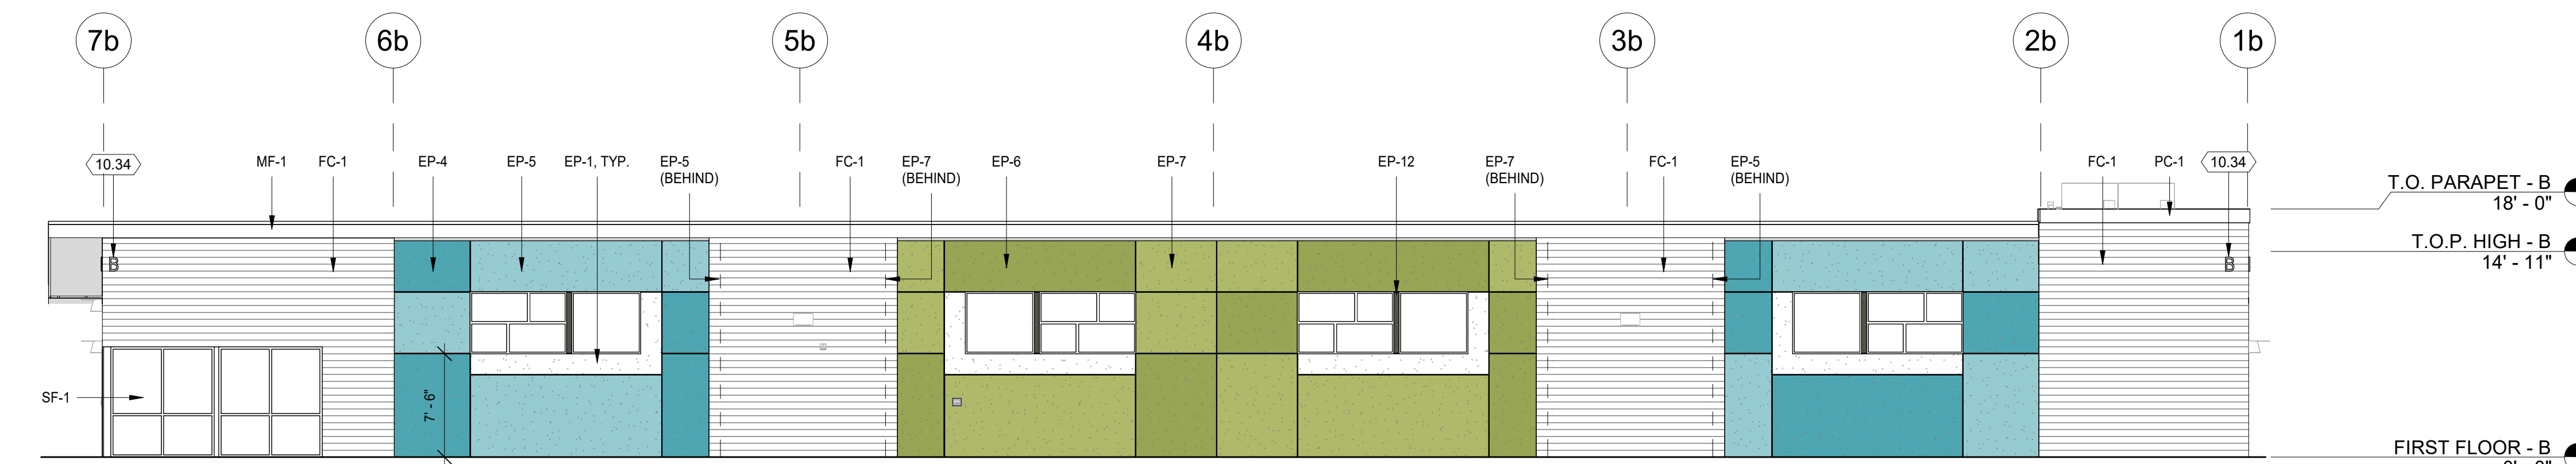 7b
6b
5b
4b
3b
2b
1b
10.34
MF-1
FC-1
EP-4
EP-5
EP-1, TYP.
EP-5
(BEHIND)
FC-1
EP-7
(BEHIND)
EP-6
EP-7
EP-12
EP-7
(BEHIND)
FC-1
EP-5
(BEHIND)
FC-1
PC-1
10.34
T.O. PARAPET - B
18' - 0"
T.O.P. HIGH - B
14' - 11"
B
B
SF-1
7' - 6"
FIRST FLOOR - B